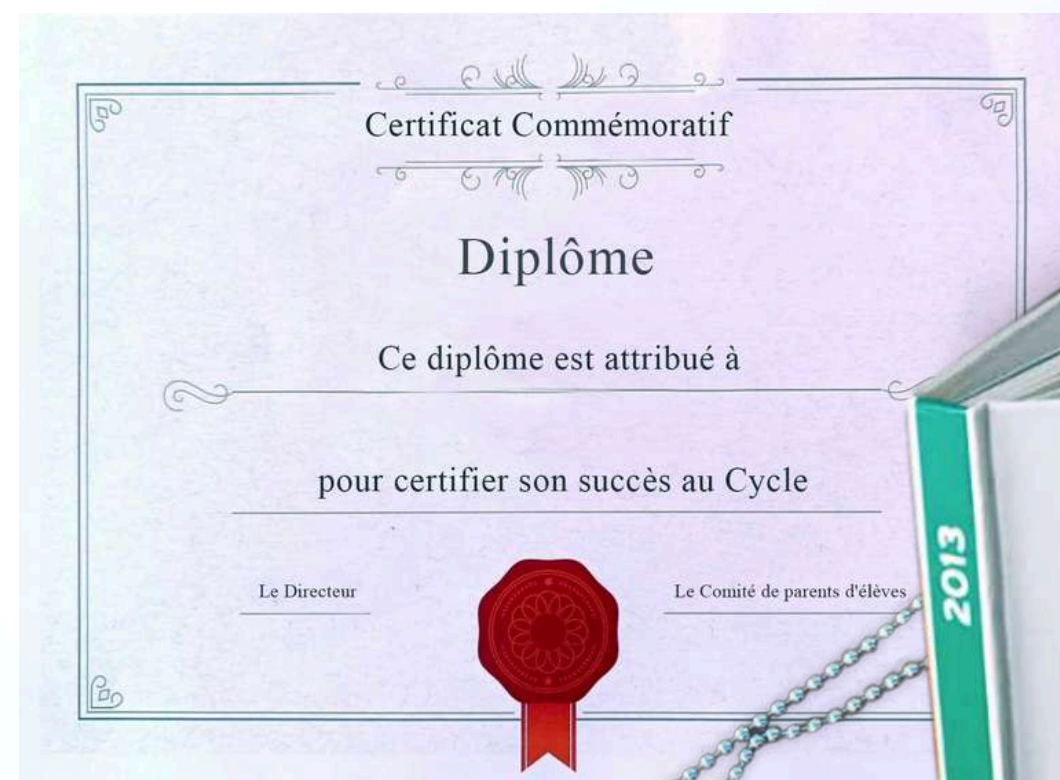 Certificat Commémoratif
Diplôme
Ce diplôme est attribué à
pour certifier son succès au Cycle
Le Directeur
Le Comité de parents d'élèves
2013